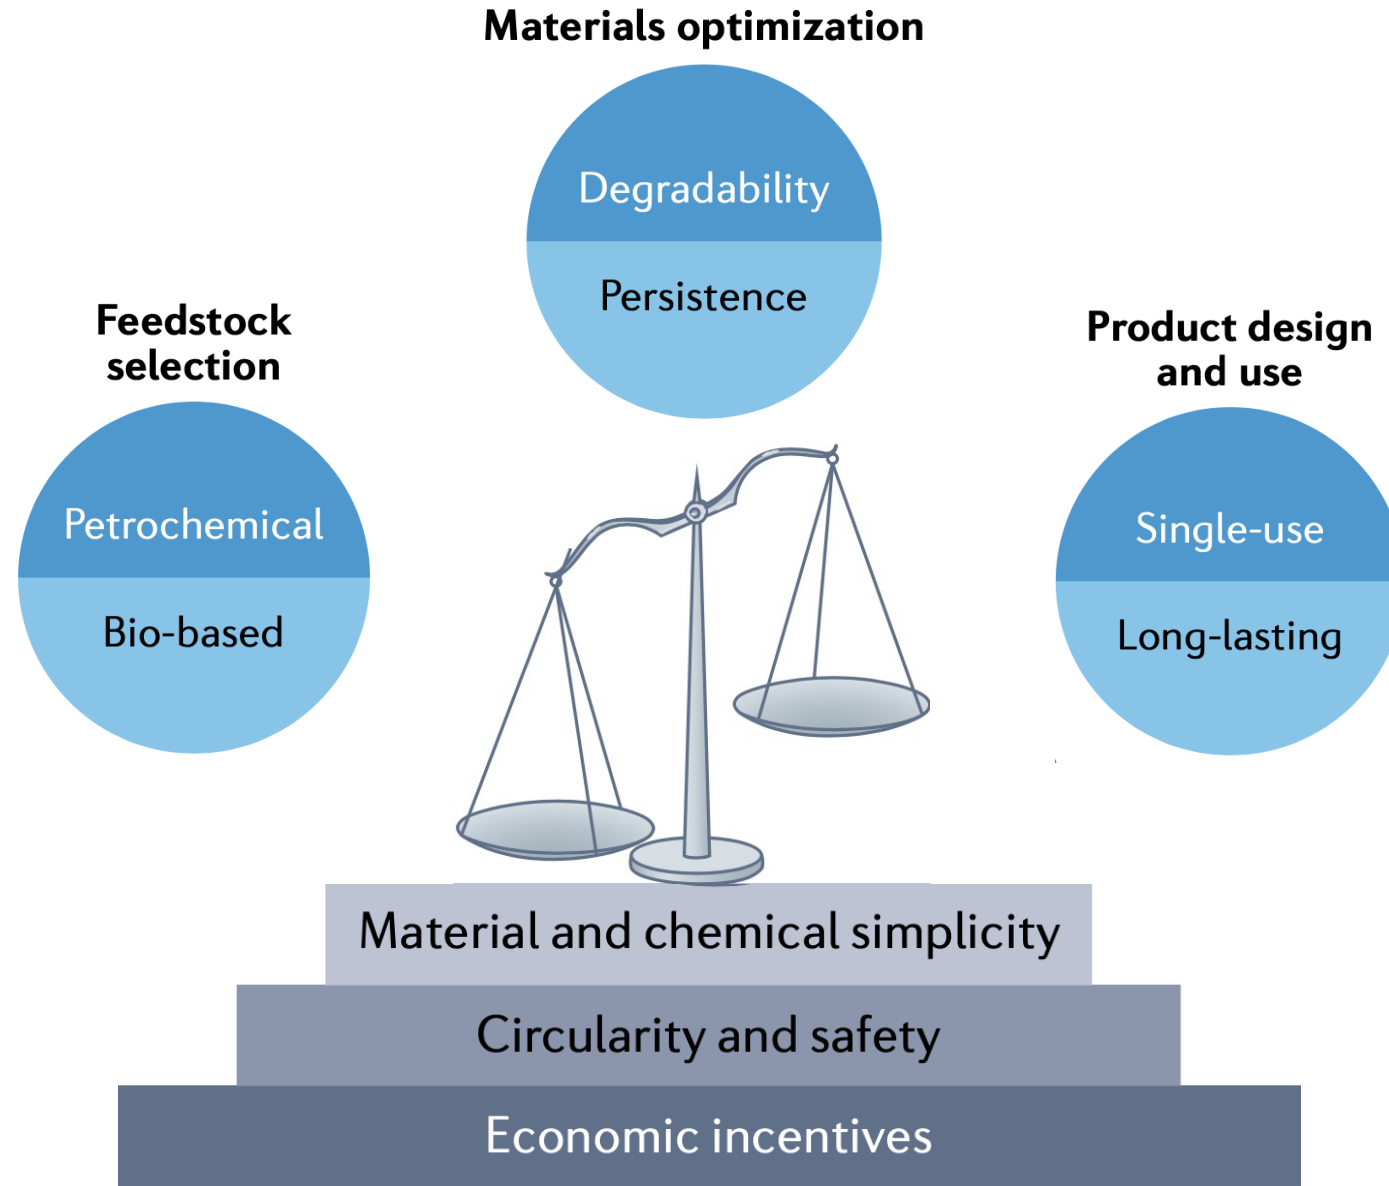 Materials optimization
Degradability
Persistence
Feedstock
selection
Petrochemical
Bio-based
Product design
and use
Single-use
Long-lasting
Material and chemical simplicity
Circularity and safety
Economic incentives